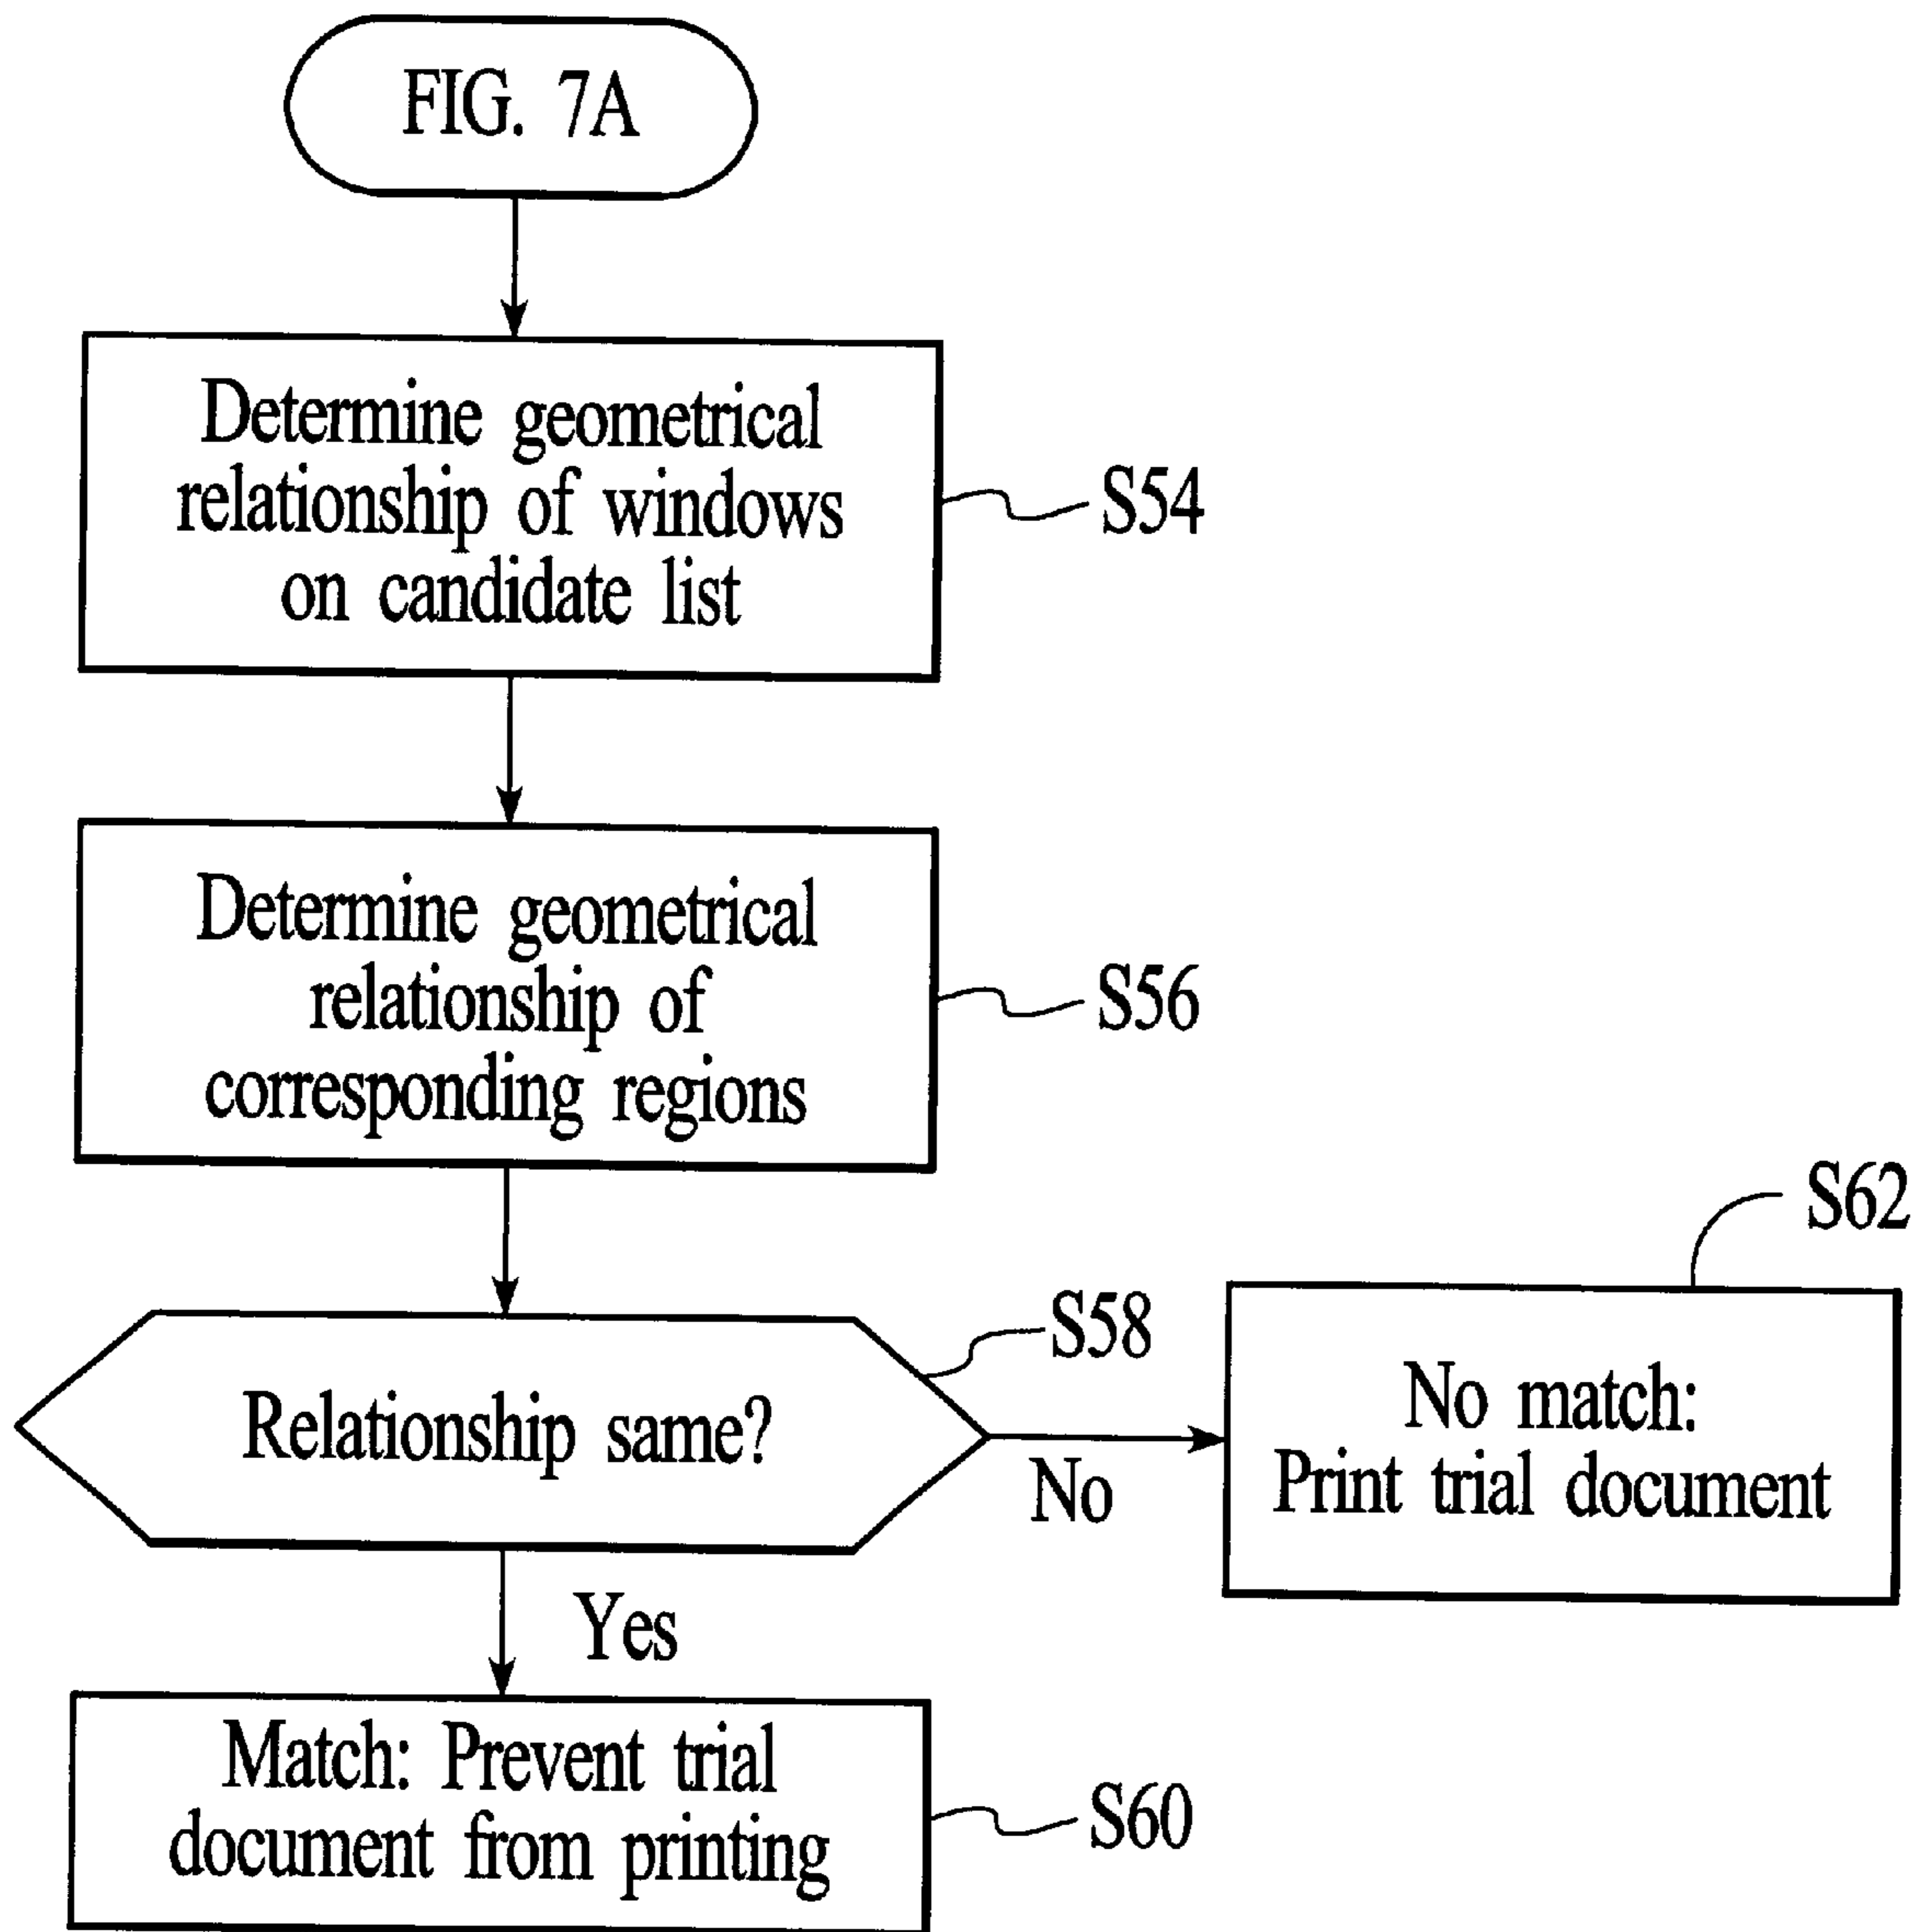 FIG. 7A
Determine geometrical
relationship of windows
on candidate list
S54
Determine geometrical
relationship of
corresponding regions
S56
S62
S58
Relationship same?
No
No match:
Print trial document
Yes
Match: Prevent trial
document from printing
S60